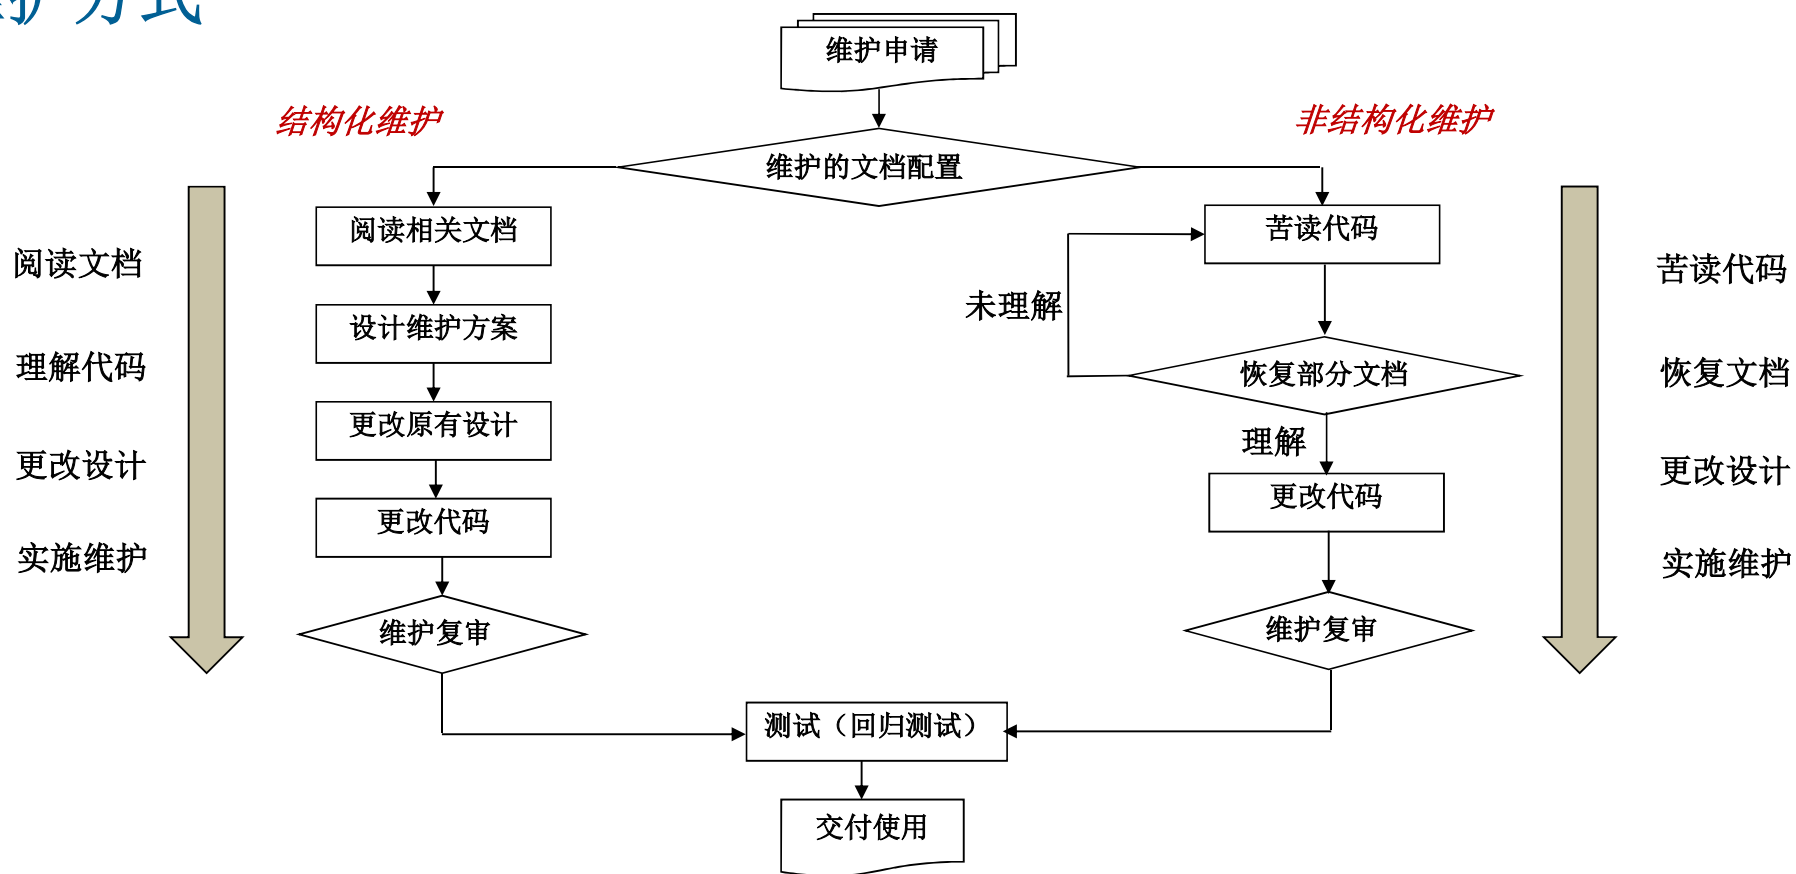 护方式
维护申请
结构化维护
非结构化维护
维护的文档配置
阅读文档
理解代码
更改设计
实施维护
阅读相关文档
设计维护方案
更改原有设计
更改代码
维护复审
苦读代码
未理解
恢复部分文档
理解
更改代码
维护复审
苦读代码
恢复文档
更改设计
实施维护
测试（回归测试）
交付使用